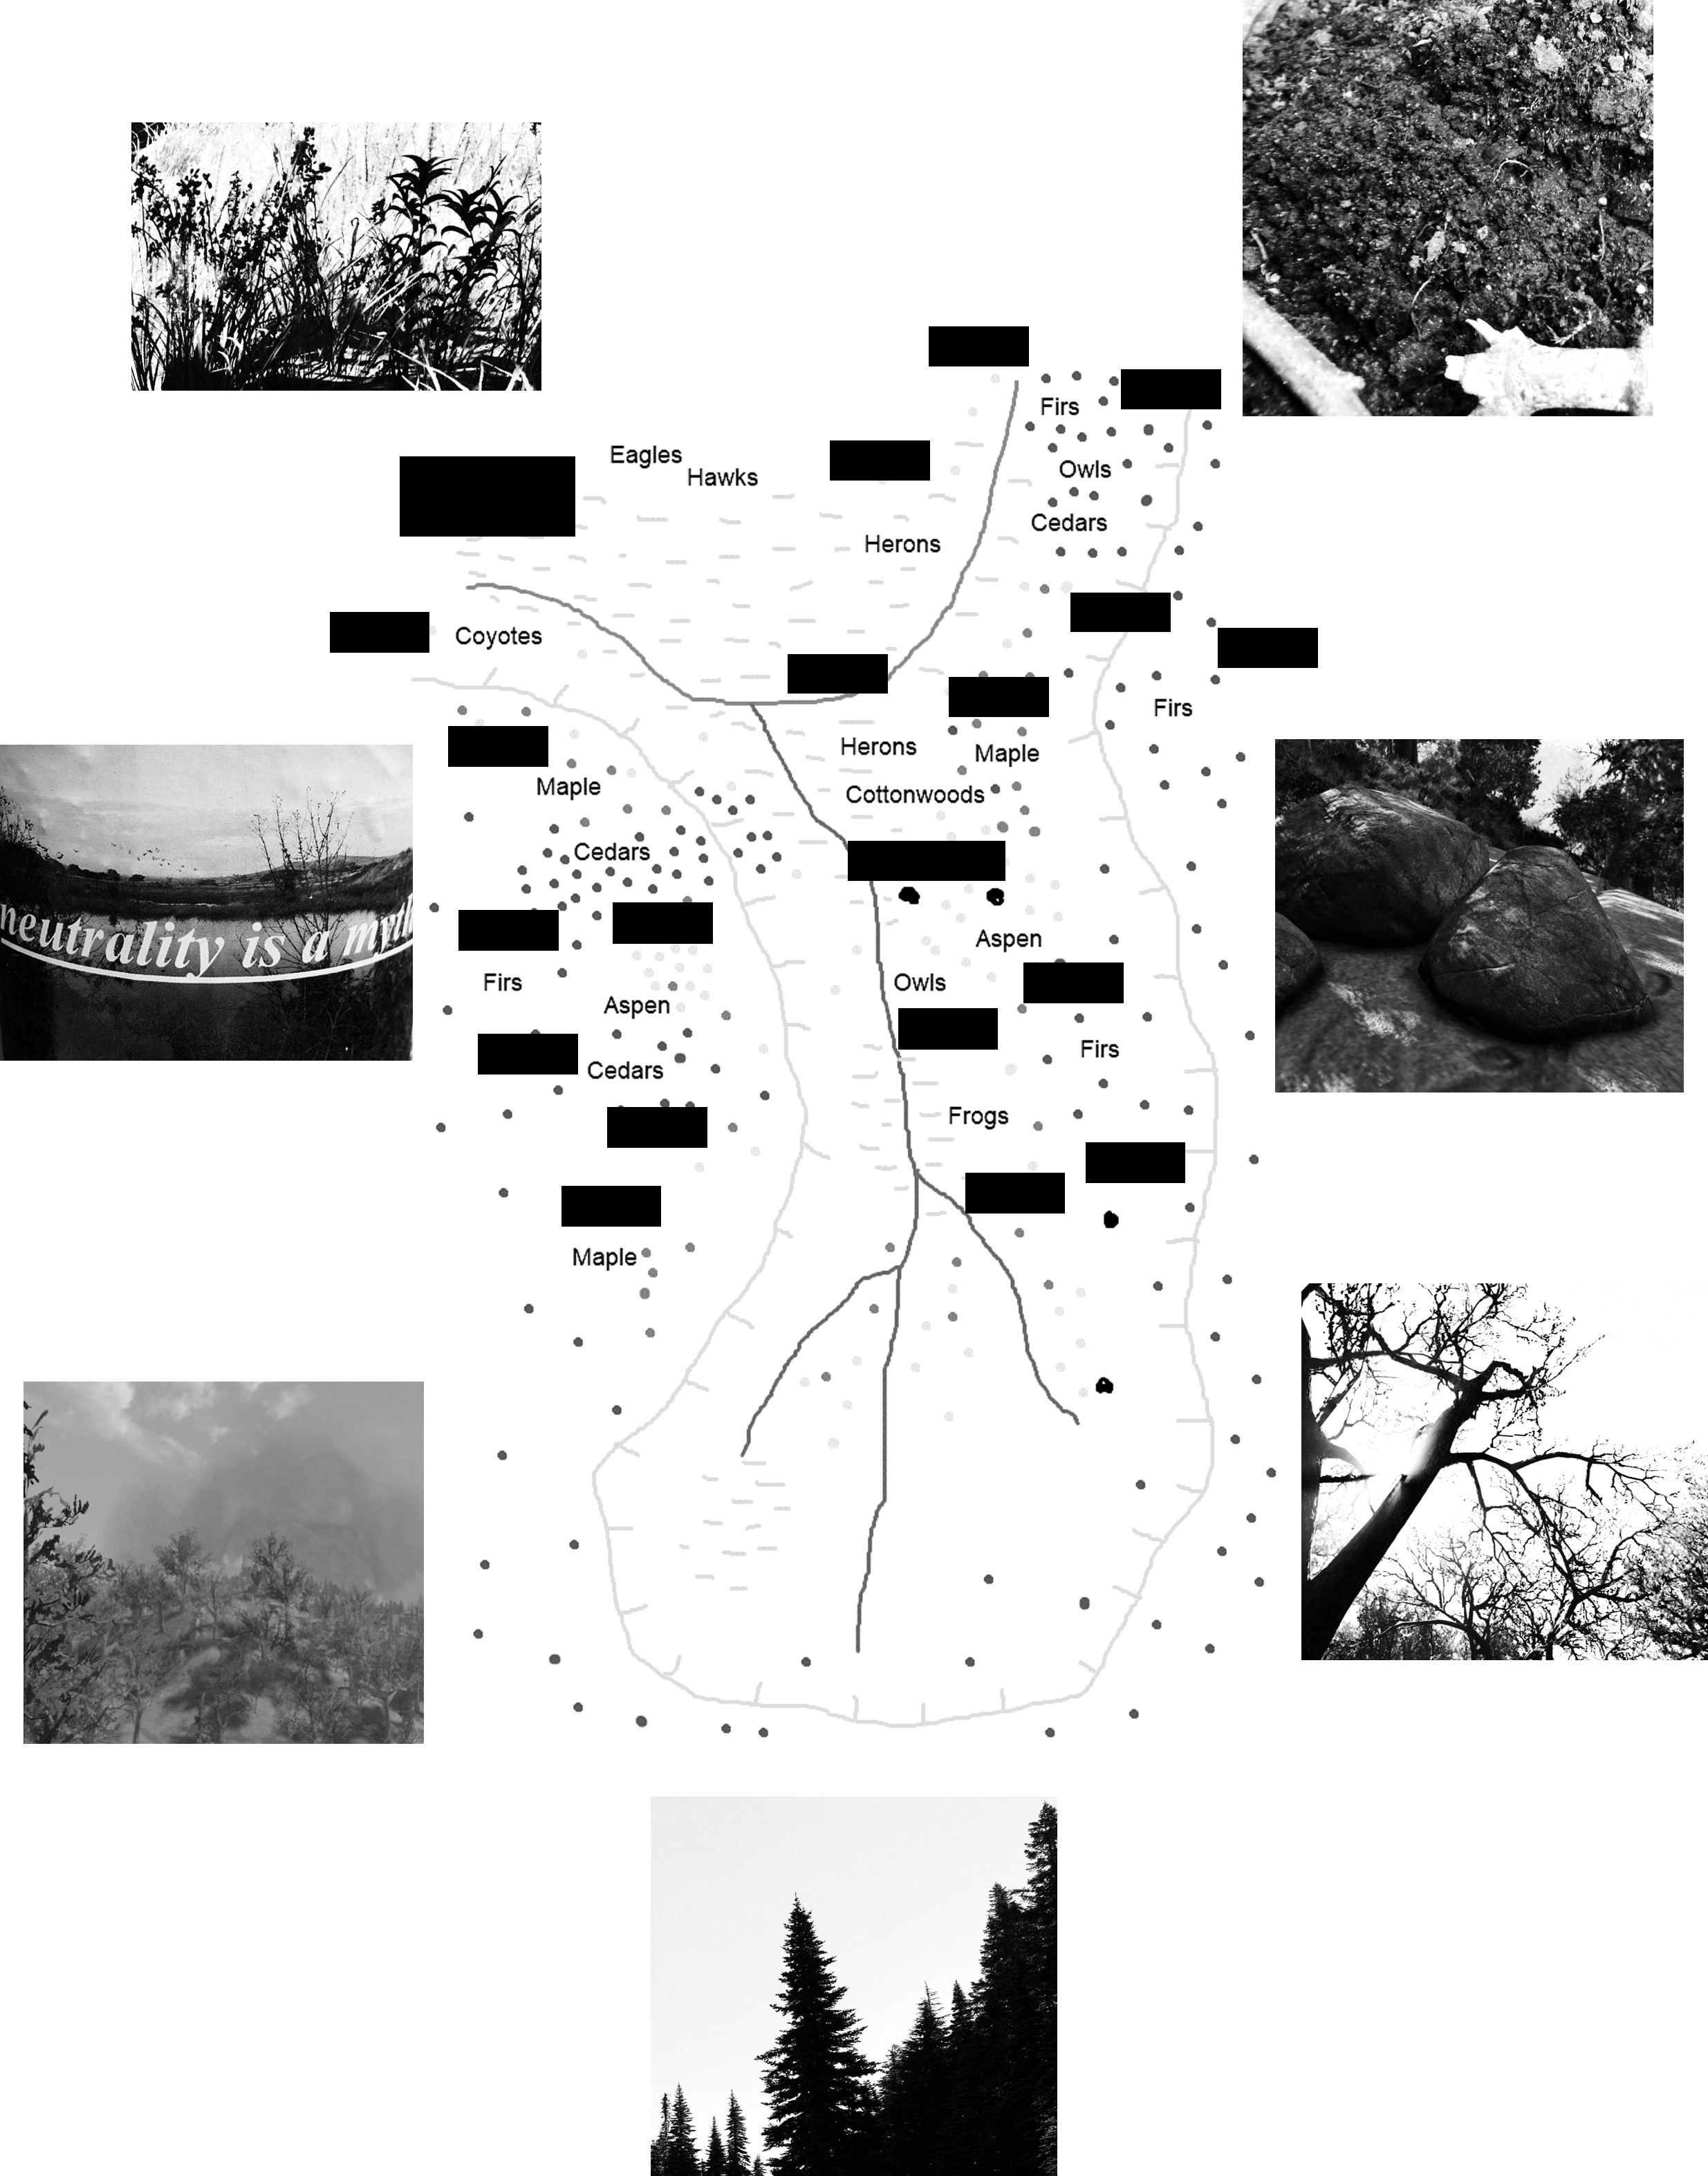 Firs
Eagles
Hawks
Owls
Cedars
Herons
Coyotes
Firs
Herons
Maple
Maple
Cottonwoods
Cedars
neutrality is a myth
Aspen
Firs
Owls
Aspen
Firs
Cedars
Frogs
Maple